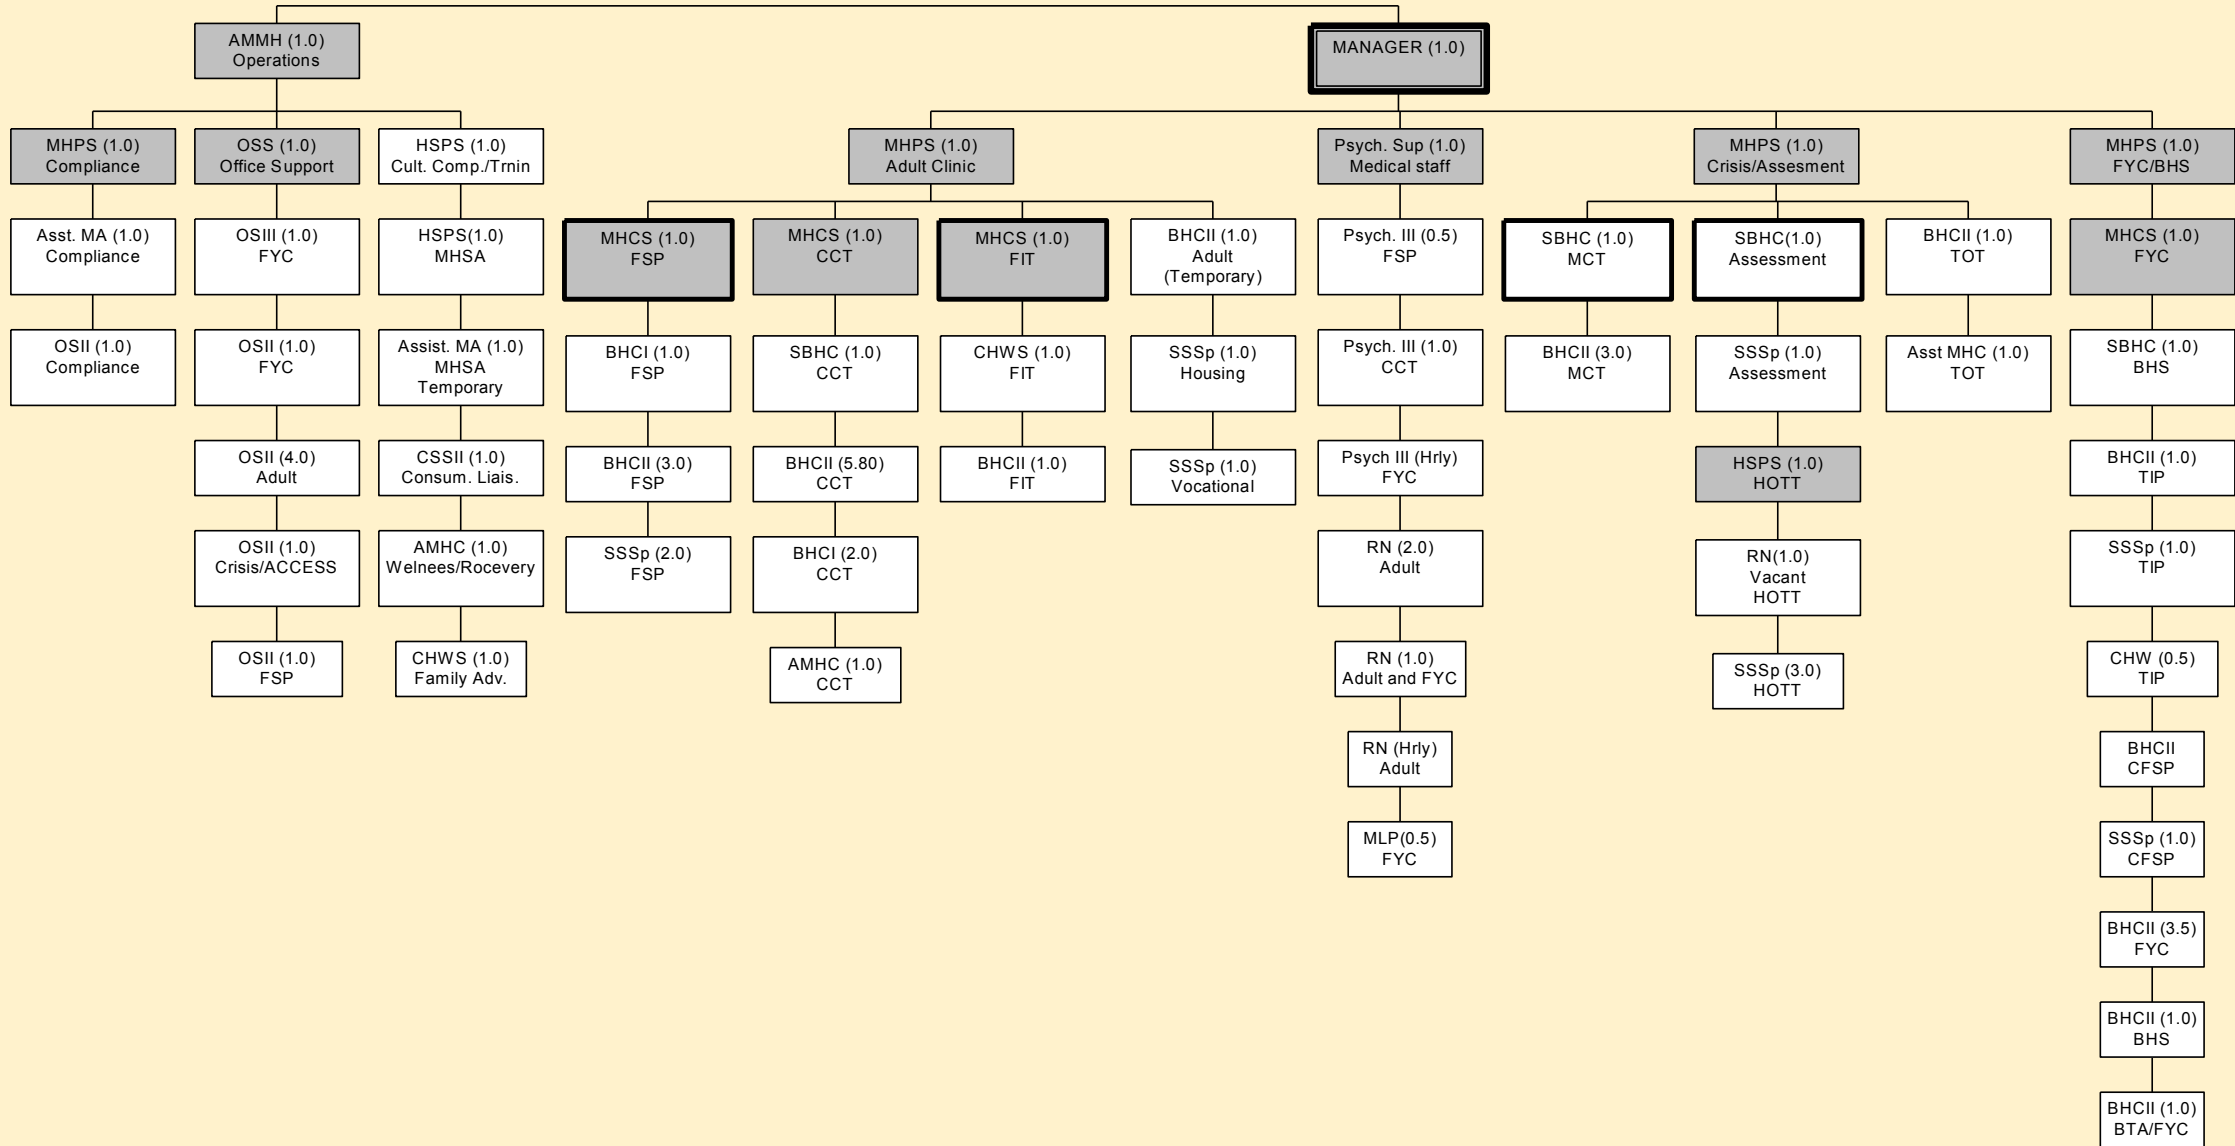 AMMH (1.0)
Operations
MANAGER (1.0)
MHPS (1.0)
Compliance
OSS (1.0)
Office Support
HSPS (1.0)
Cult. Comp./Trnin
MHPS (1.0)
Adult Clinic
Psych. Sup (1.0)
Medical staff
MHPS (1.0)
Crisis/Assesment
MHPS (1.0)
FYC/BHS
Asst. MA (1.0)
Compliance
OSIII (1.0)
FYC
HSPS(1.0)
MHSA
MHCS (1.0)
FSP
MHCS (1.0)
CCT
MHCS (1.0)
FIT
BHCII (1.0)
Adult
(Temporary)
Psych. III (0.5)
FSP
SBHC (1.0)
MCT
SBHC(1.0)
Assessment
BHCII (1.0)
TOT
MHCS (1.0)
FYC
OSII (1.0)
Compliance
OSII (1.0)
FYC
Assist. MA (1.0)
MHSA
Temporary
BHCI (1.0)
FSP
SBHC (1.0)
CCT
CHWS (1.0)
FIT
SSSp (1.0)
Housing
Psych. III (1.0)
CCT
BHCII (3.0)
MCT
SSSp (1.0)
Assessment
Asst MHC (1.0)
TOT
SBHC (1.0)
BHS
OSII (4.0)
Adult
CSSII (1.0)
Consum. Liais.
BHCII (3.0)
FSP
BHCII (5.80)
CCT
BHCII (1.0)
FIT
SSSp (1.0)
Vocational
Psych III (Hrly)
FYC
HSPS (1.0)
HOTT
BHCII (1.0)
TIP
OSII (1.0)
Crisis/ACCESS
AMHC (1.0)
Welnees/Rocevery
SSSp (2.0)
FSP
BHCI (2.0)
CCT
RN (2.0)
Adult
RN(1.0)
Vacant
HOTT
SSSp (1.0)
TIP
OSII (1.0)
FSP
CHWS (1.0)
Family Adv.
AMHC (1.0)
CCT
RN (1.0)
Adult and FYC
SSSp (3.0)
HOTT
CHW (0.5)
TIP
RN (Hrly)
Adult
BHCII
CFSP
MLP(0.5)
FYC
SSSp (1.0)
CFSP
BHCII (3.5)
FYC
BHCII (1.0)
BHS
BHCII (1.0)
BTA/FYC